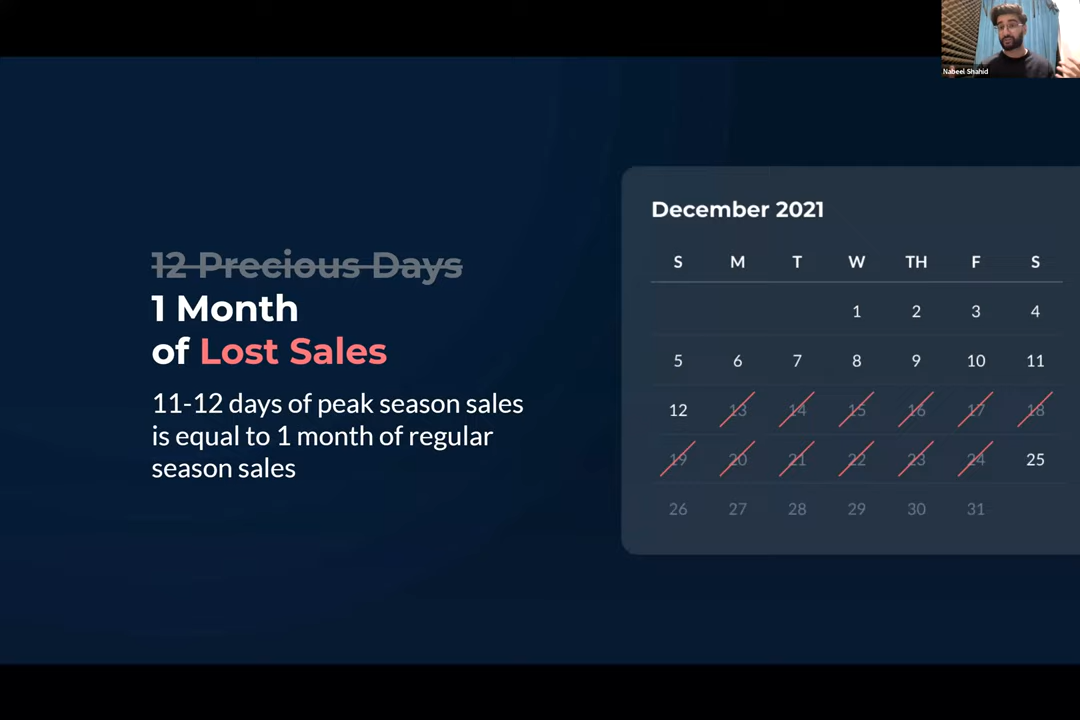 Nabeel Shahid
12 Precious Days
1 Month
of Lost Sales
11-12 days of peak season sales
is equal to 1 month of regular
season sales
December 2021
S M T W TH F S
1 2 3 4
5 6 7 8 9 10 11
12 13 14 15 16 17 18
19 20 21 22 23 24 25
26 27 28 29 30 31